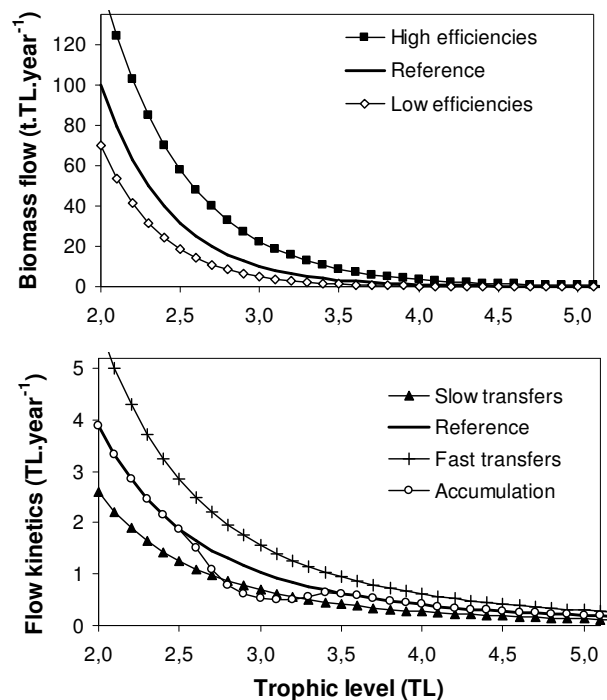 Biomass flow (t.TL.year-1)
120
100
80
60
40
20
0
High efficiencies
Reference
Low efficiencies
2,0 2,5 3,0 3,5 4,0 4,5 5,0
Flow kinetics (TL.year-1)
5
4
3
2
1
0
Slow transfers
Reference
Fast transfers
Accumulation
2,0 2,5 3,0 3,5 4,0 4,5 5,0
Trophic level (TL)